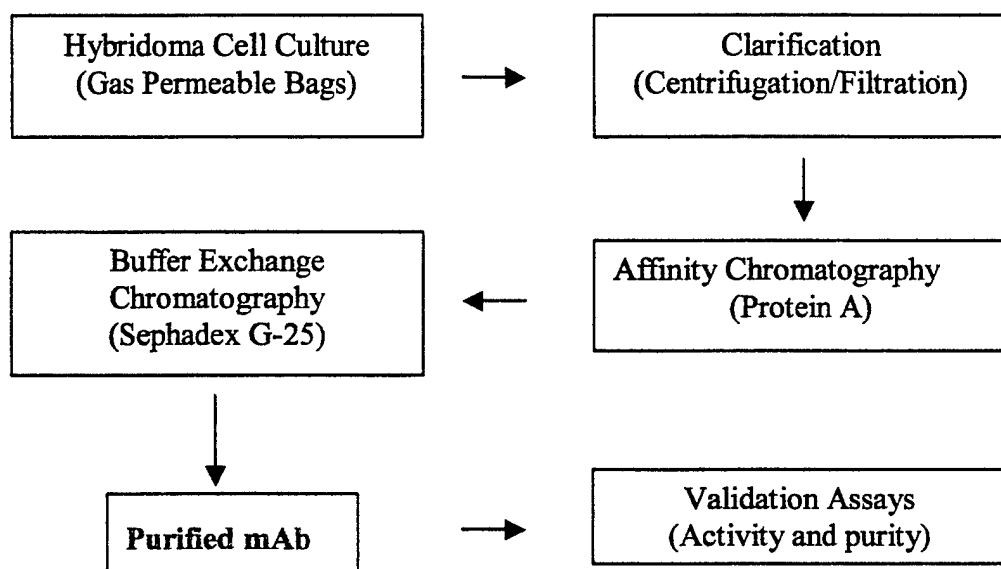 Hybridoma Cell Culture
(Gas Permeable Bags)
Clarification
(Centrifugation/Filtration)
Affinity Chromatography
(Protein A)
Buffer Exchange
Chromatography
(Sephadex G-25)
Purified mAb
Validation Assays
(Activity and purity)